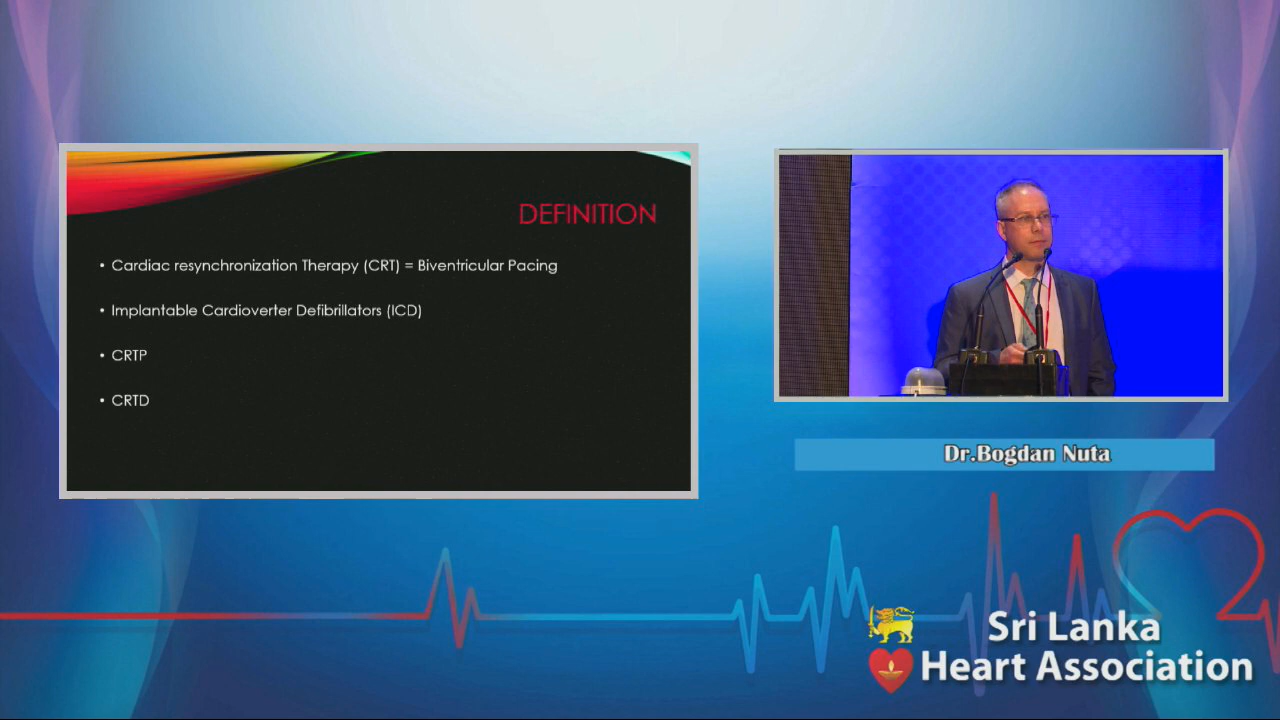 DEFINITION
• Cardiac resynchronization Therapy (CRT) = Biventricular Pacing
• Implantable Cardioverter Defibrillators (ICD)
• CRTP
• CRTD
Dr.Bogdan Nuta
Sri Lanka
Heart Association